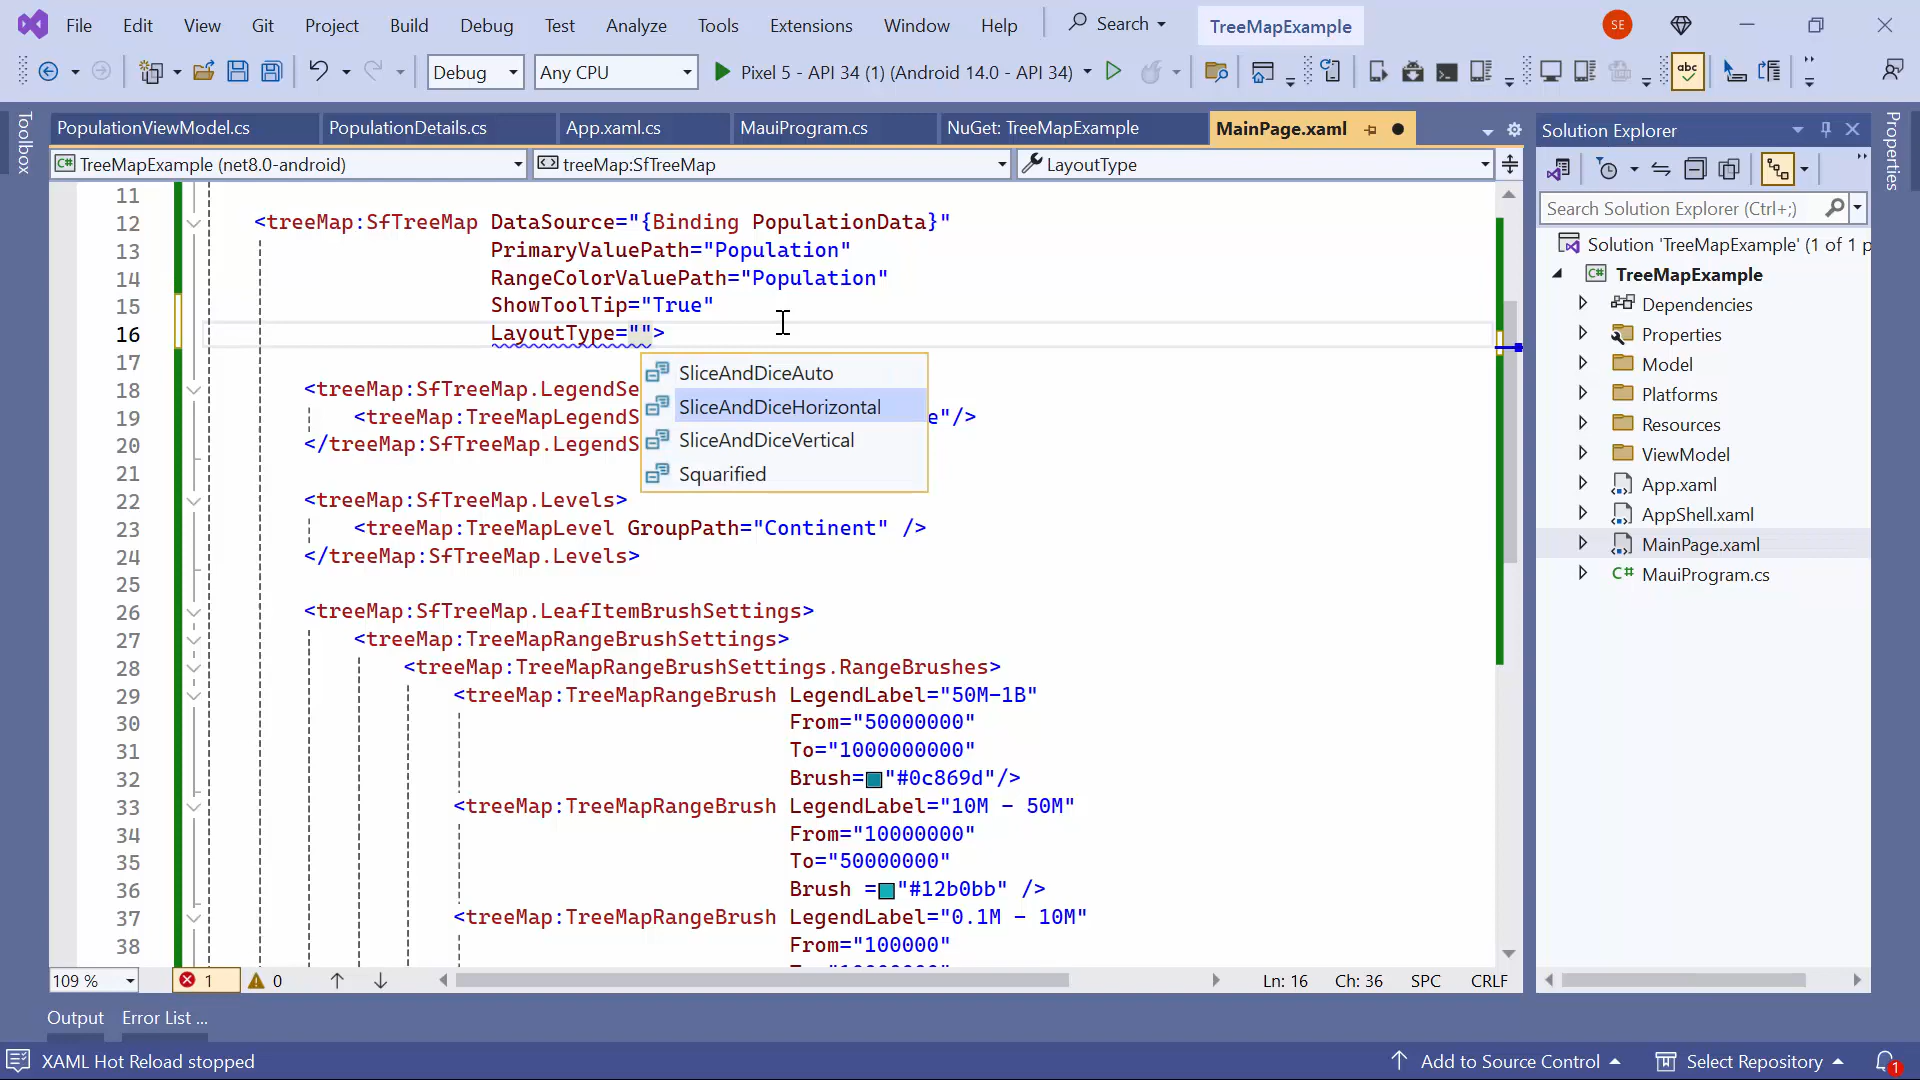 File Edit View Git Project Build Debug Test Analyze Tools Extensions Window Help Search TreeMapExample SE
Debug Any CPU Pixel 5 - API 34 (1) (Android 14.0 - API 34) abc
Toolbox
PopulationViewModel.cs PopulationDetails.cs App.xaml.cs MauiProgram.cs NuGet: TreeMapExample MainPage.xaml
C# TreeMapExample (net8.0-android) treeMap:SfTreeMap LayoutType
11
12 <treeMap:SfTreeMap DataSource="{Binding PopulationData}"
13 PrimaryValuePath="Population"
14 RangeColorValuePath="Population"
15 ShowToolTip="True"
16 LayoutType="">
17
18 <treeMap:SfTreeMap.LegendSe
19 <treeMap:TreeMapLegendS e"/>
20 </treeMap:SfTreeMap.LegendS
21
22 <treeMap:SfTreeMap.Levels>
23 <treeMap:TreeMapLevel GroupPath="Continent" />
24 </treeMap:SfTreeMap.Levels>
25
26 <treeMap:SfTreeMap.LeafItemBrushSettings>
27 <treeMap:TreeMapRangeBrushSettings>
28 <treeMap:TreeMapRangeBrushSettings.RangeBrushes>
29 <treeMap:TreeMapRangeBrush LegendLabel="50M-1B"
30 From="50000000"
31 To="1000000000"
32 Brush="#0c869d"/>
33 <treeMap:TreeMapRangeBrush LegendLabel="10M - 50M"
34 From="10000000"
35 To="50000000"
36 Brush ="#12b0bb" />
37 <treeMap:TreeMapRangeBrush LegendLabel="0.1M - 10M"
38 From="100000"
SliceAndDiceAuto
SliceAndDiceHorizontal
SliceAndDiceVertical
Squarified
109 % 1 0 Ln: 16 Ch: 36 SPC CRLF
Solution Explorer
Search Solution Explorer (Ctrl+;)
Solution 'TreeMapExample' (1 of 1 p
C# TreeMapExample
Dependencies
Properties
Model
Platforms
Resources
ViewModel
App.xaml
AppShell.xaml
MainPage.xaml
C# MauiProgram.cs
Properties
Output Error List ...
XAML Hot Reload stopped Add to Source Control Select Repository 1